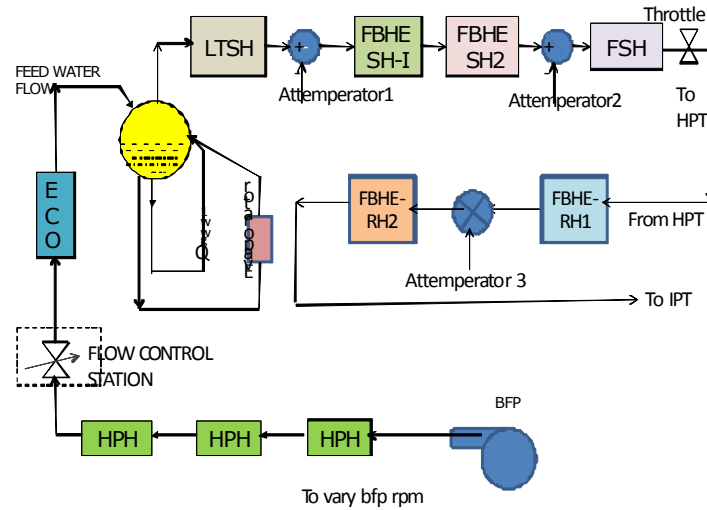 Throttle
LTSH
FBHE
SH-I
FBHE
SH2
FSH
+
-
+
-
FEED WATER
FLOW
Attemperator1
Attemperator2
To
HPT
E
C
O
FBHE-
RH2
FBHE-
RH1
From HPT
Attemperator 3
To IPT
FLOW CONTROL
STATION
BFP
HPH
HPH
HPH
To vary bfp rpm